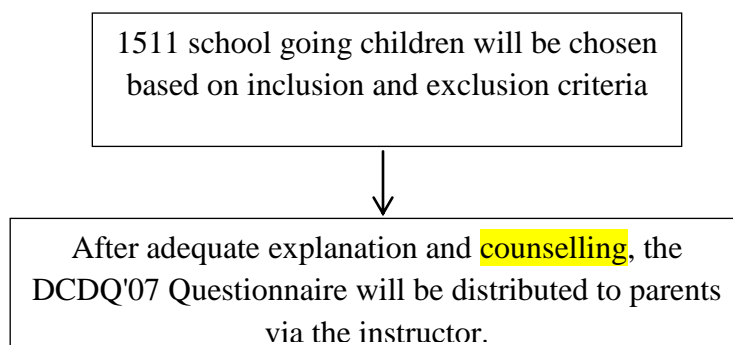 1511 school going children will be chosen
based on inclusion and exclusion criteria
After adequate explanation and counselling, the
DCDQ'07 Questionnaire will be distributed to parents
via the instructor.